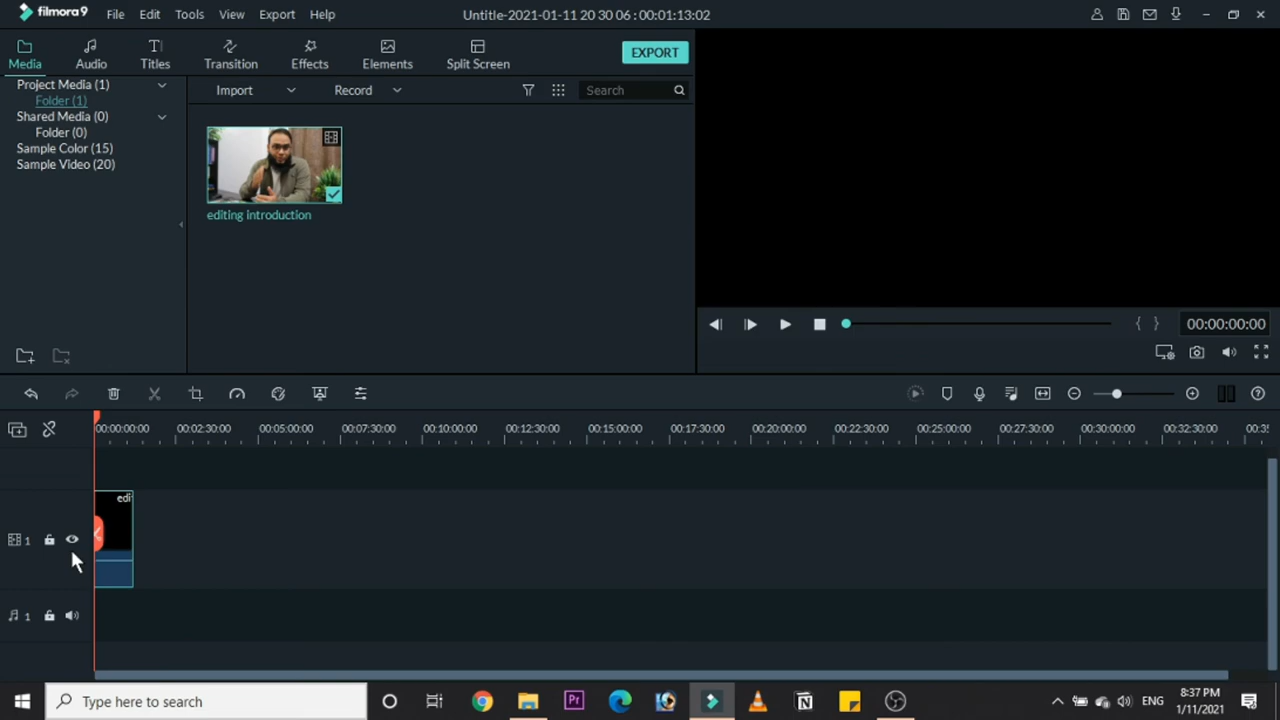 filmora9 File Edit Tools View Export Help Untitle-2021-01-11 20 30 06 : 00:01:13:02
Media Audio Titles Transition Effects Elements Split Screen EXPORT
Project Media (1) Import Record Search
Folder (1)
Shared Media (0)
Folder (0)
Sample Color (15)
Sample Video (20)
editing introduction
00:00:00:00
00:00:00:00 00:02:30:00 00:05:00:00 00:07:30:00 00:10:00:00 00:12:30:00 00:15:00:00 00:17:30:00 00:20:00:00 00:22:30:00 00:25:00:00 00:27:30:00 00:30:00:00 00:32:30:00 00:35:
edi
1
1
Type here to search Pr N ENG 8:37 PM
1/11/2021